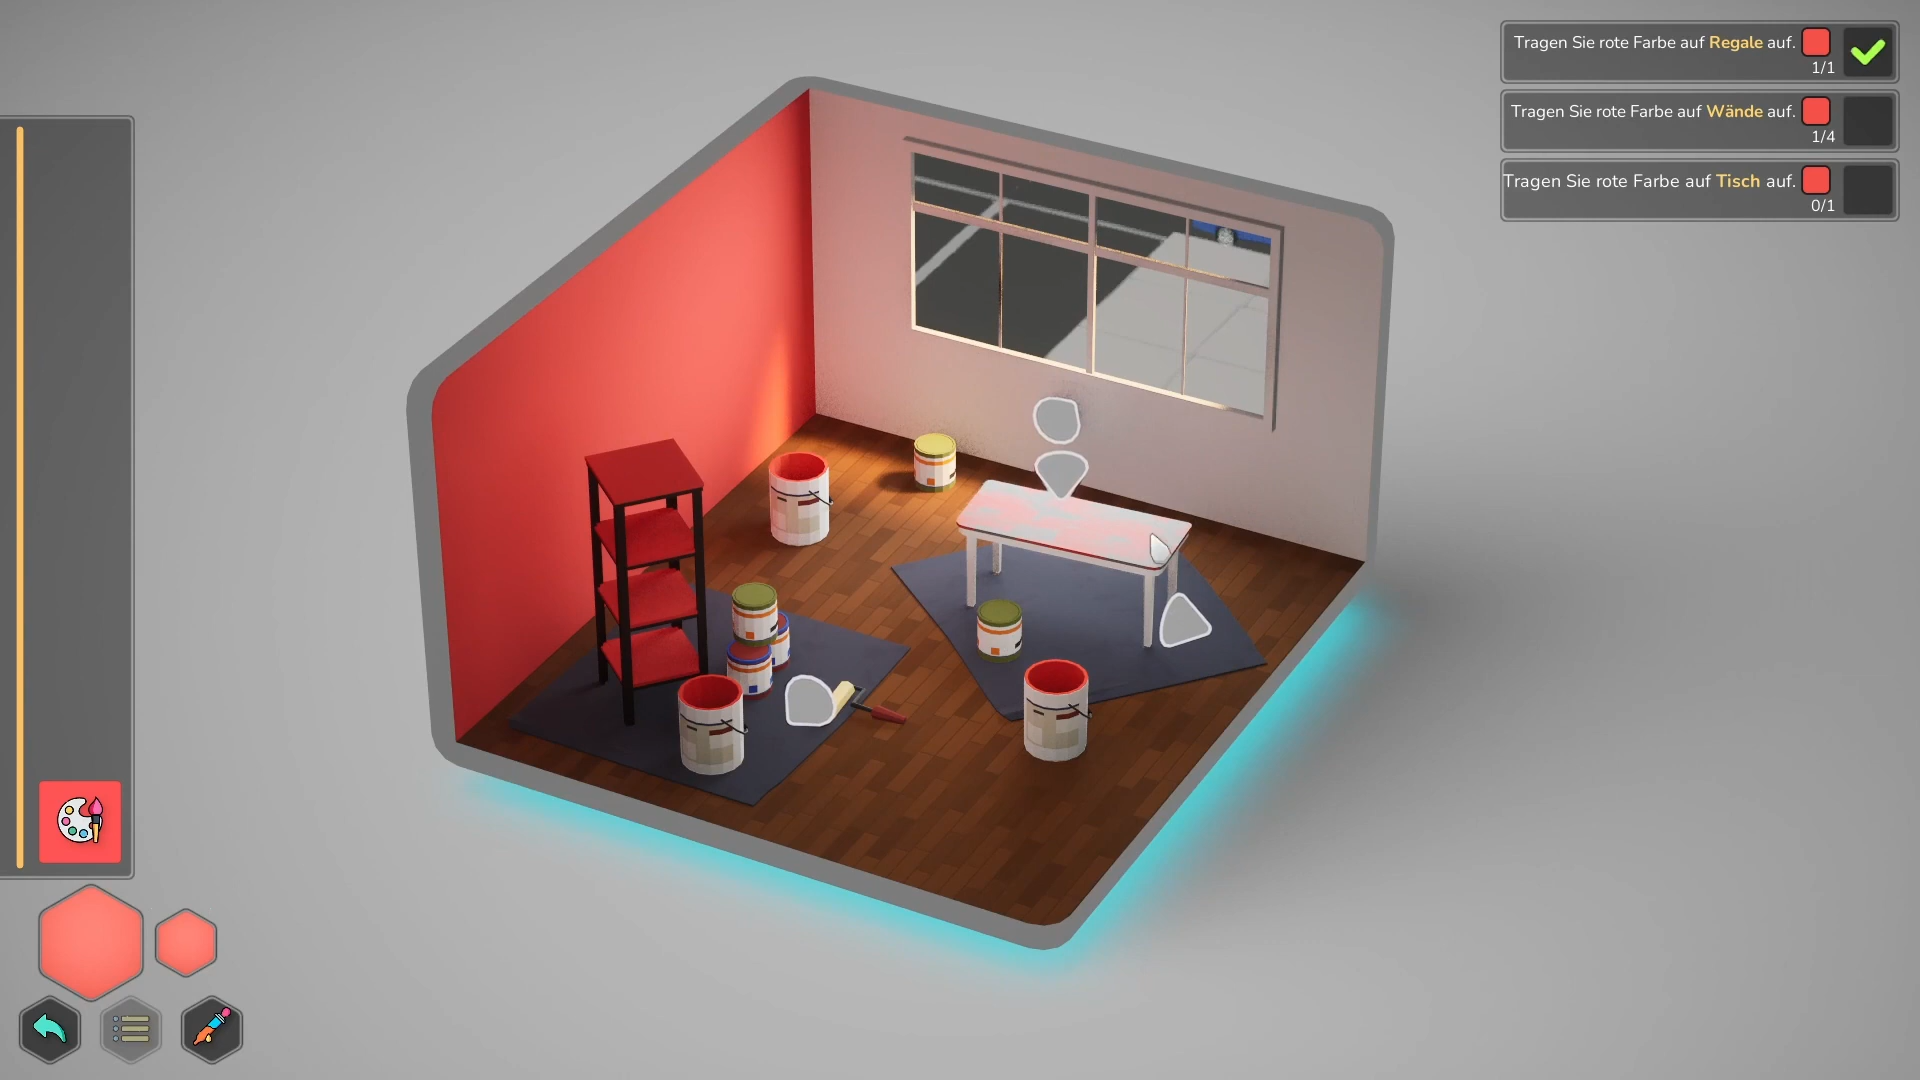 Tragen Sie rote Farbe auf Regale auf.
1/1
Tragen Sie rote Farbe auf Wände auf.
1/4
Tragen Sie rote Farbe auf Tisch auf.
0/1